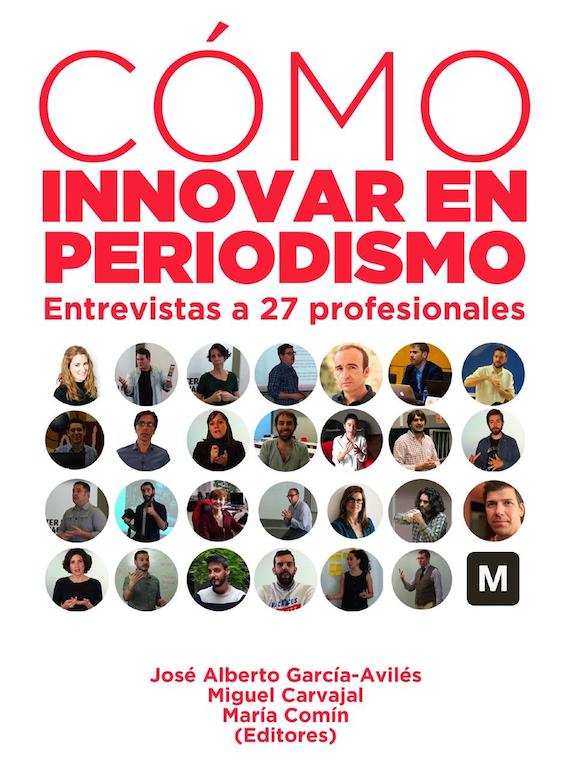 CÓMO
INNOVAR EN
PERIODISMO
Entrevistas a 27 profesionales
M
José Alberto García-Avilés
Miguel Carvajal
María Comín
(Editores)